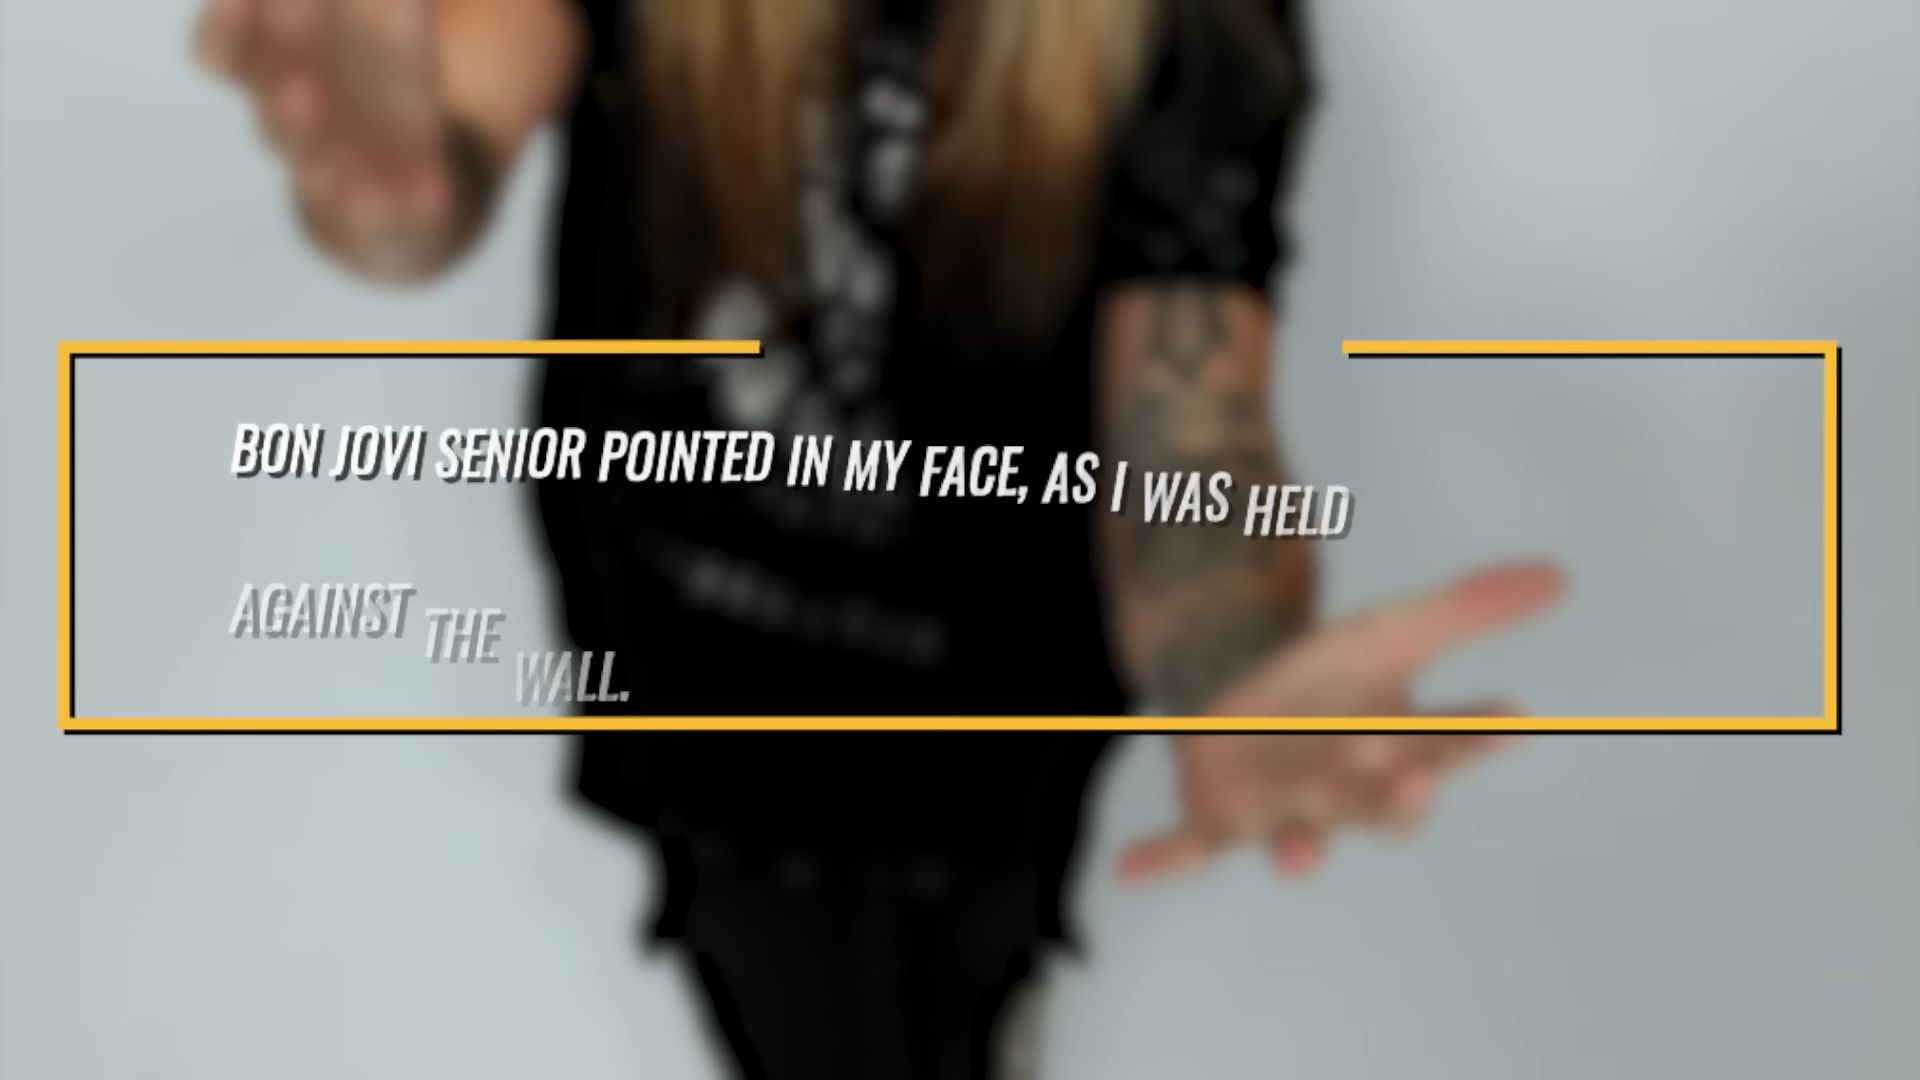 BON JOVI SENIOR POINTED IN MY FACE, AS I WAS HELD
AGAINST THE WALL.